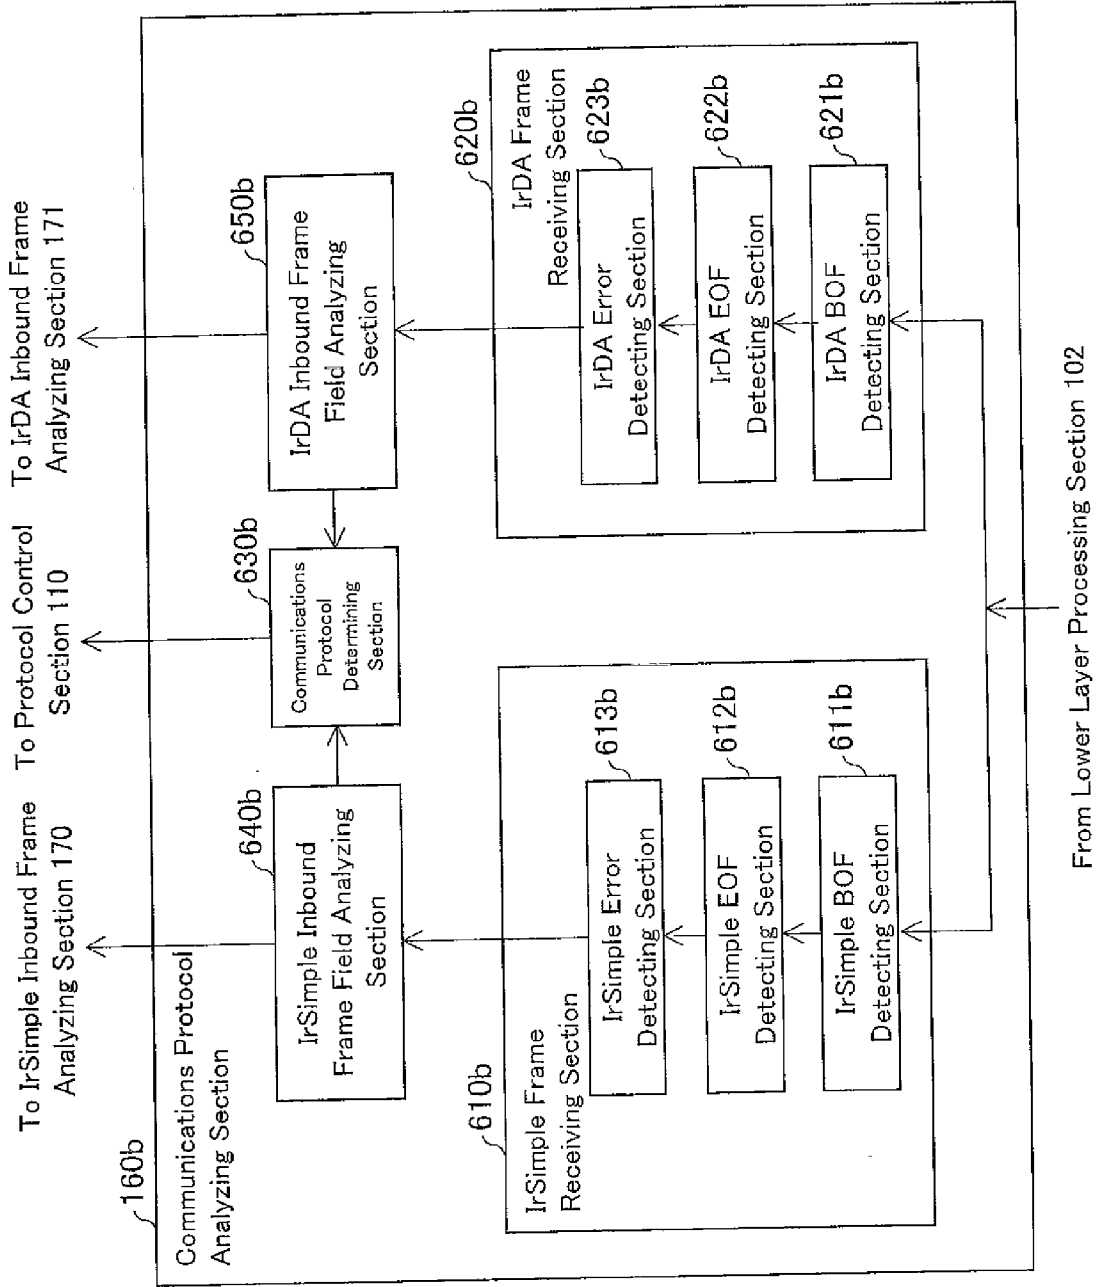 To IrSimple Inbound Frame
Analyzing Section 170
To Protocol Control
Section 110
To IrDA Inbound Frame
Analyzing Section 171
160b
Communications Protocol
Analyzing Section
640b
IrSimple Inbound
Frame Field Analyzing
Section
630b
Communications
Protocol
Determining
Section
650b
IrDA Inbound Frame
Field Analyzing
Section
610b
IrSimple Frame
Receiving Section
613b
IrSimple Error
Detecting Section
612b
IrSimple EOF
Detecting Section
611b
IrSimple BOF
Detecting Section
620b
IrDA Frame
Receiving Section
623b
IrDA Error
Detecting Section
622b
IrDA EOF
Detecting Section
621b
IrDA BOF
Detecting Section
From Lower Layer Processing Section 102